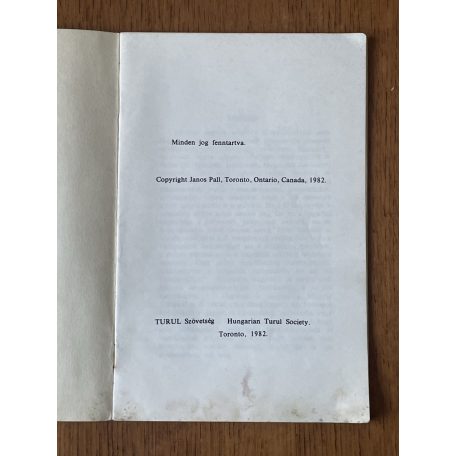 Minden jog fenntartva.
Copyright Janos Pall, Toronto, Ontario, Canada, 1982.
TURUL Szövetség Hungarian Turul Society.
Toronto, 1982.